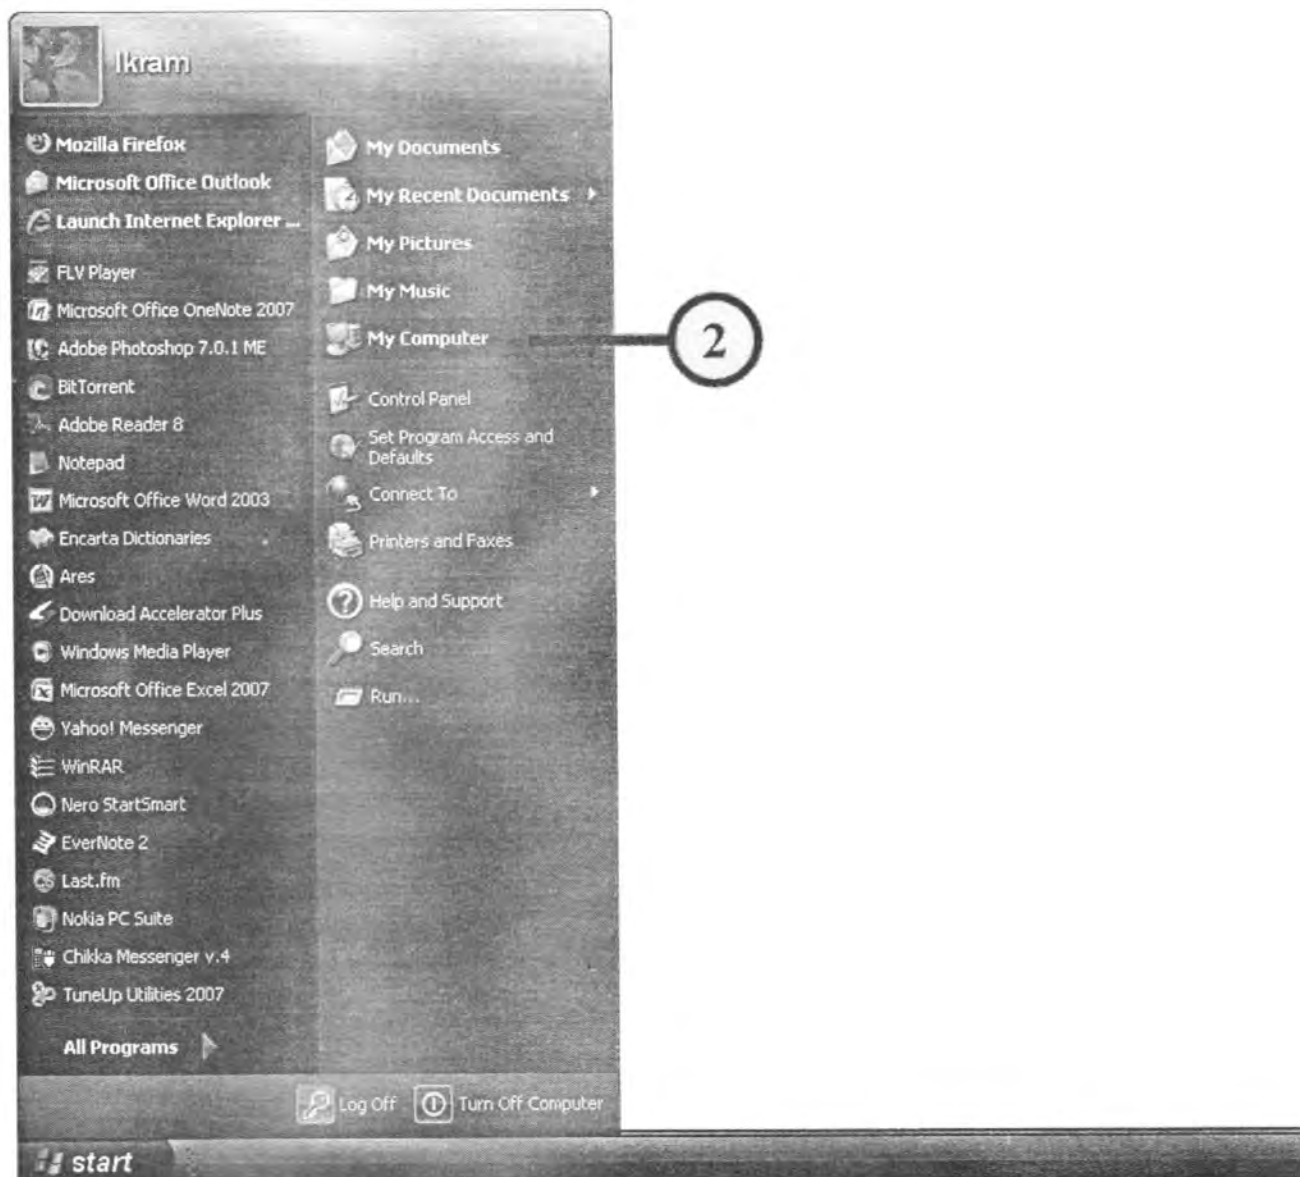 Ikram
Mozilla Firefox
Microsoft Office Outlook
Launch Internet Explorer ...
FLV Player
Microsoft Office OneNote 2007
Adobe Photoshop 7.0.1 ME
BitTorrent
Adobe Reader 8
Notepad
Microsoft Office Word 2003
Encarta Dictionaries
Ares
Download Accelerator Plus
Windows Media Player
Microsoft Office Excel 2007
Yahoo! Messenger
WinRAR
Nero StartSmart
EverNote 2
Last.fm
Nokia PC Suite
Chikka Messenger v.4
TuneUp Utilities 2007
All Programs
My Documents
My Recent Documents
My Pictures
My Music
My Computer
2
Control Panel
Set Program Access and
Defaults
Connect To
Printers and Faxes
Help and Support
Search
Run...
Log Off
Turn Off Computer
start